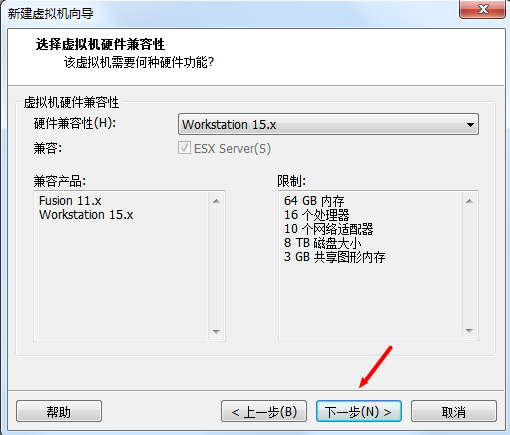 新建虚拟机向导
选择虚拟机硬件兼容性
该虚拟机需要何种硬件功能?
虚拟机硬件兼容性
硬件兼容性(H): Workstation 15.x
兼容: ESX Server(S)
兼容产品:
Fusion 11.x
Workstation 15.x
限制:
64 GB 内存
16 个处理器
10 个网络适配器
8 TB 磁盘大小
3 GB 共享图形内存
帮助 < 上一步(B) 下一步(N) > 取消